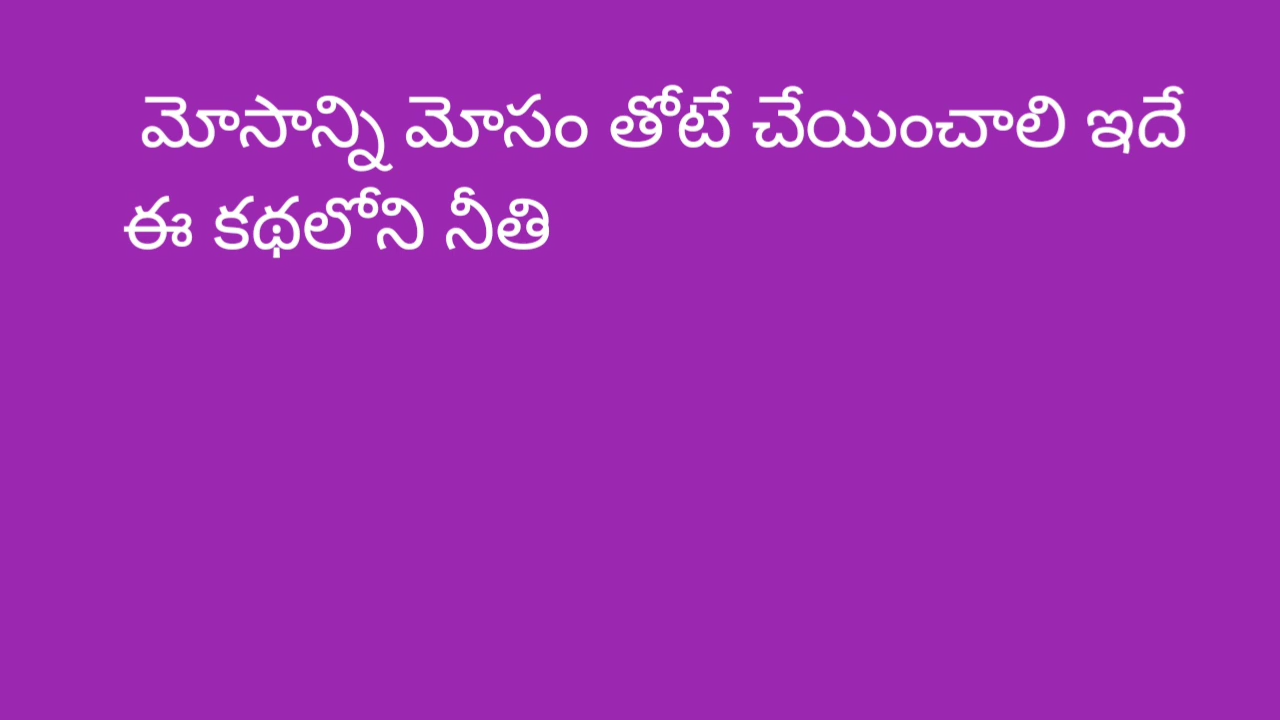 మోసాన్ని మోసం తోటే చేయించాలి ఇదే
ఈ కథలోని నీతి